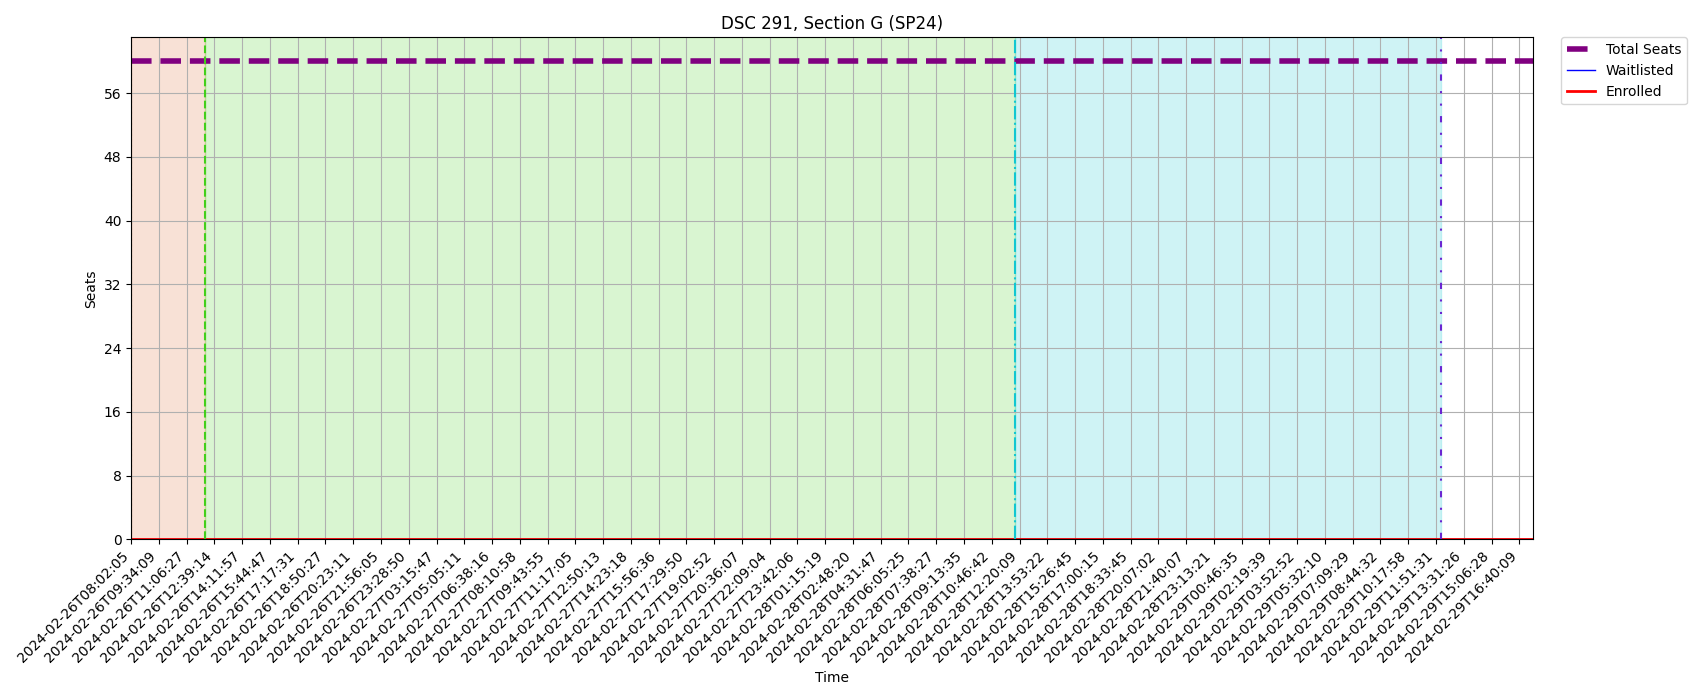 DSC 291, Section G (SP24)
Total Seats
Waitlisted
Enrolled
Seats
56
48
40
32
24
16
8
0
2024-02-26T08:02:05
2024-02-26T09:34:09
2024-02-26T11:06:27
2024-02-26T12:39:14
2024-02-26T14:11:57
2024-02-26T15:44:47
2024-02-26T17:17:31
2024-02-26T18:50:27
2024-02-26T20:23:11
2024-02-26T21:56:05
2024-02-26T23:28:50
2024-02-27T03:15:47
2024-02-27T05:05:11
2024-02-27T06:38:16
2024-02-27T08:10:58
2024-02-27T09:43:55
2024-02-27T11:17:05
2024-02-27T12:50:13
2024-02-27T14:23:18
2024-02-27T15:56:36
2024-02-27T17:29:50
2024-02-27T19:02:52
2024-02-27T20:36:07
2024-02-27T22:09:04
2024-02-27T23:42:06
2024-02-28T01:15:19
2024-02-28T02:48:20
2024-02-28T04:31:47
2024-02-28T06:05:25
2024-02-28T07:38:27
2024-02-28T09:13:35
2024-02-28T10:46:42
2024-02-28T12:20:09
2024-02-28T13:53:22
2024-02-28T15:26:45
2024-02-28T17:00:15
2024-02-28T18:33:45
2024-02-28T20:07:02
2024-02-28T21:40:07
2024-02-28T23:13:21
2024-02-29T00:46:35
2024-02-29T02:19:39
2024-02-29T03:52:52
2024-02-29T05:32:10
2024-02-29T07:09:29
2024-02-29T08:44:32
2024-02-29T10:17:58
2024-02-29T11:51:31
2024-02-29T13:31:26
2024-02-29T15:06:28
2024-02-29T16:40:09
Time